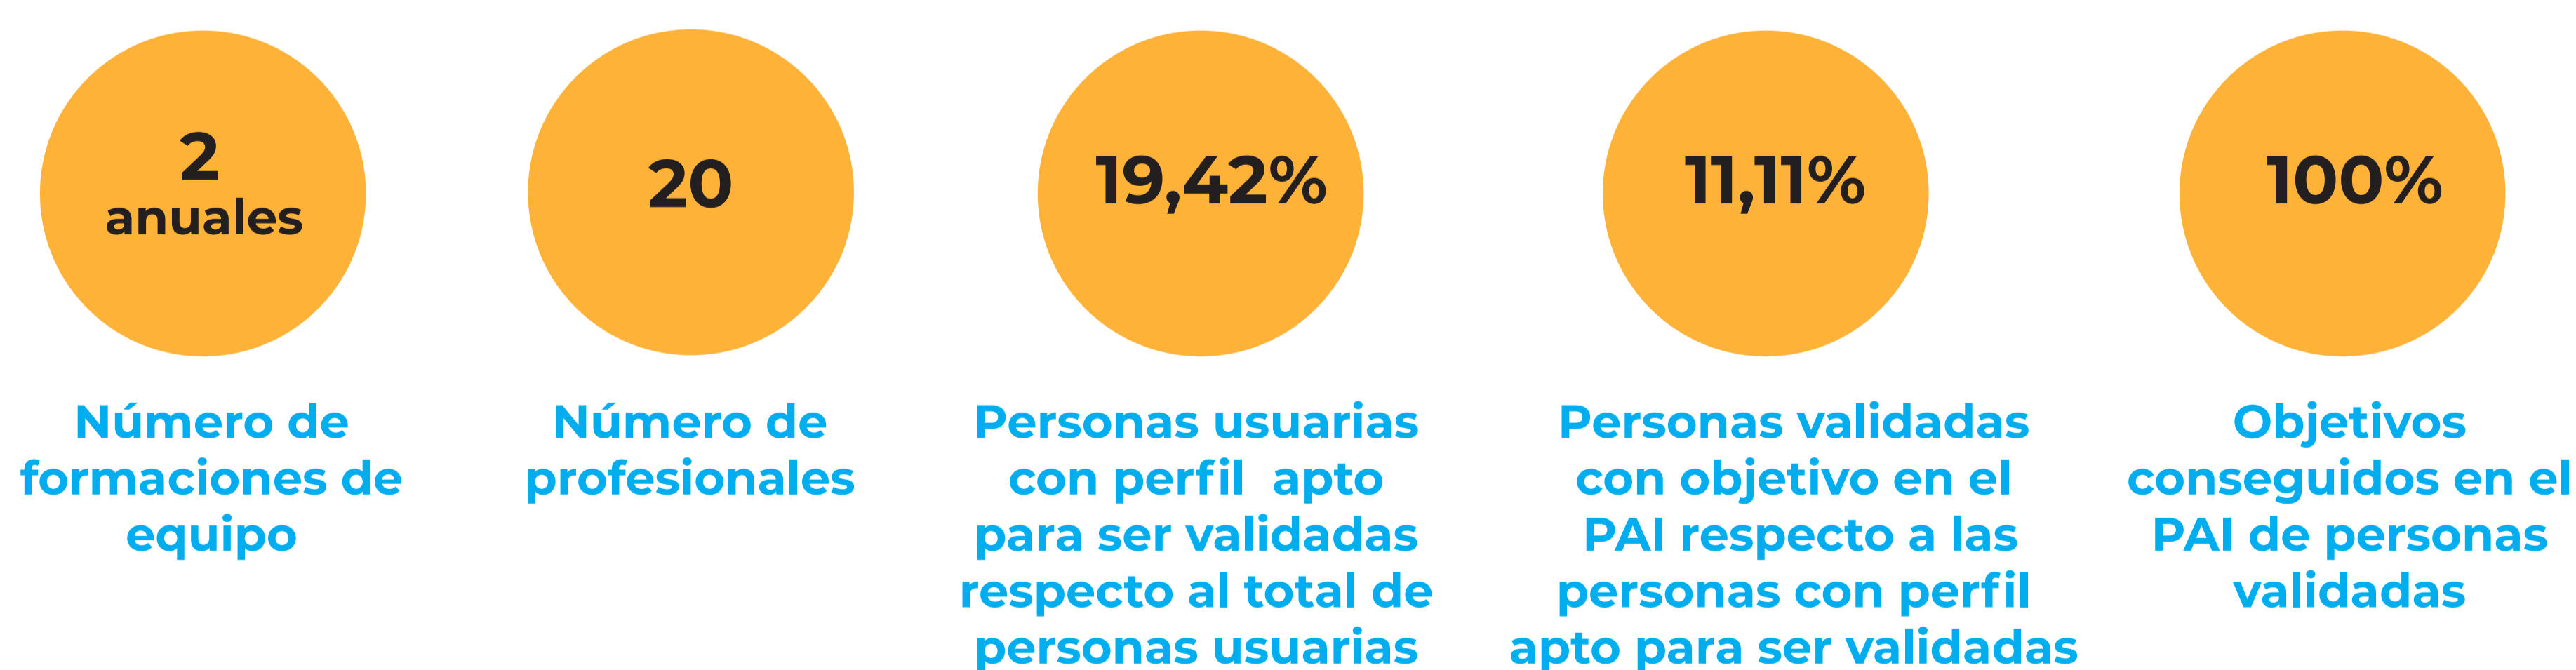 2
anuales
Número de
formaciones de
equipo
20
Número de
profesionales
19,42%
Personas usuarias
con perfil apto
para ser validadas
respecto al total de
personas usuarias
11,11%
Personas validadas
con objetivo en el
PAI respecto a las
personas con perfil
apto para ser validadas
100%
Objetivos
conseguidos en el
PAI de personas
validadas